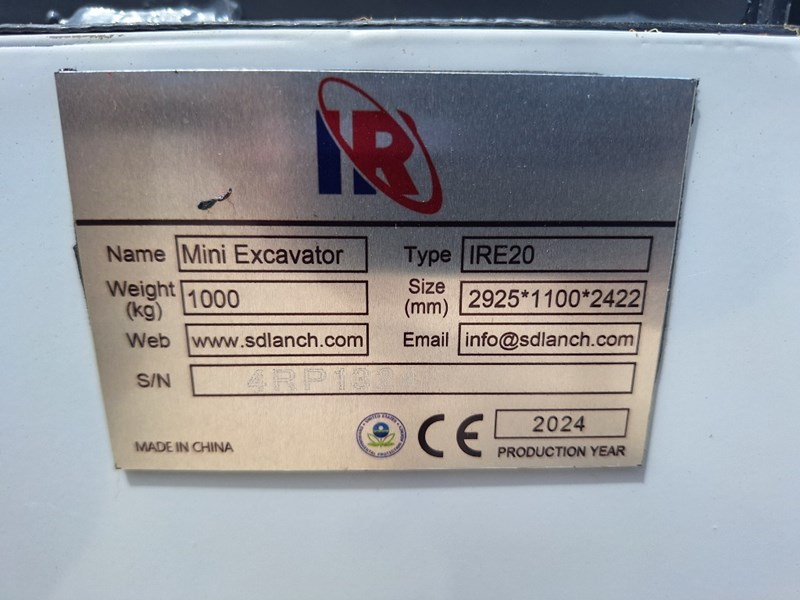 IR
Name Mini Excavator Type IRE20
Weight (kg) 1000 Size (mm) 2925*1100*2422
Web www.sdlanch.com Email info@sdlanch.com
S/N
MADE IN CHINA CE 2024
PRODUCTION YEAR